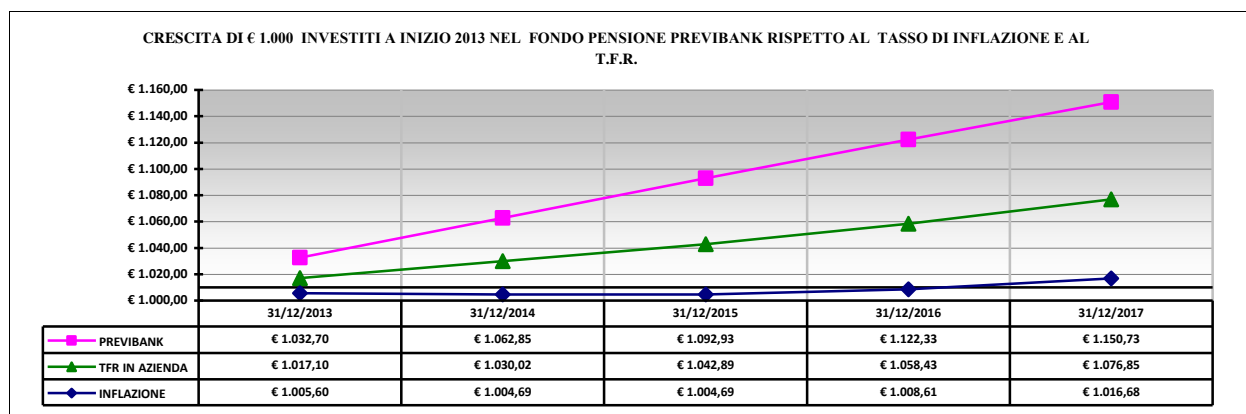 CRESCITA DI € 1.000 INVESTITI A INIZIO 2013 NEL FONDO PENSIONE PREVIBANK RISPETTO AL TASSO DI INFLAZIONE E AL
T.F.R.
€ 1.160,00
€ 1.140,00
€ 1.120,00
€ 1.100,00
€ 1.080,00
€ 1.060,00
€ 1.040,00
€ 1.020,00
€ 1.000,00
31/12/2013 31/12/2014 31/12/2015 31/12/2016 31/12/2017
PREVIBANK € 1.032,70 € 1.062,85 € 1.092,93 € 1.122,33 € 1.150,73
TFR IN AZIENDA € 1.017,10 € 1.030,02 € 1.042,89 € 1.058,43 € 1.076,85
INFLAZIONE € 1.005,60 € 1.004,69 € 1.004,69 € 1.008,61 € 1.016,68